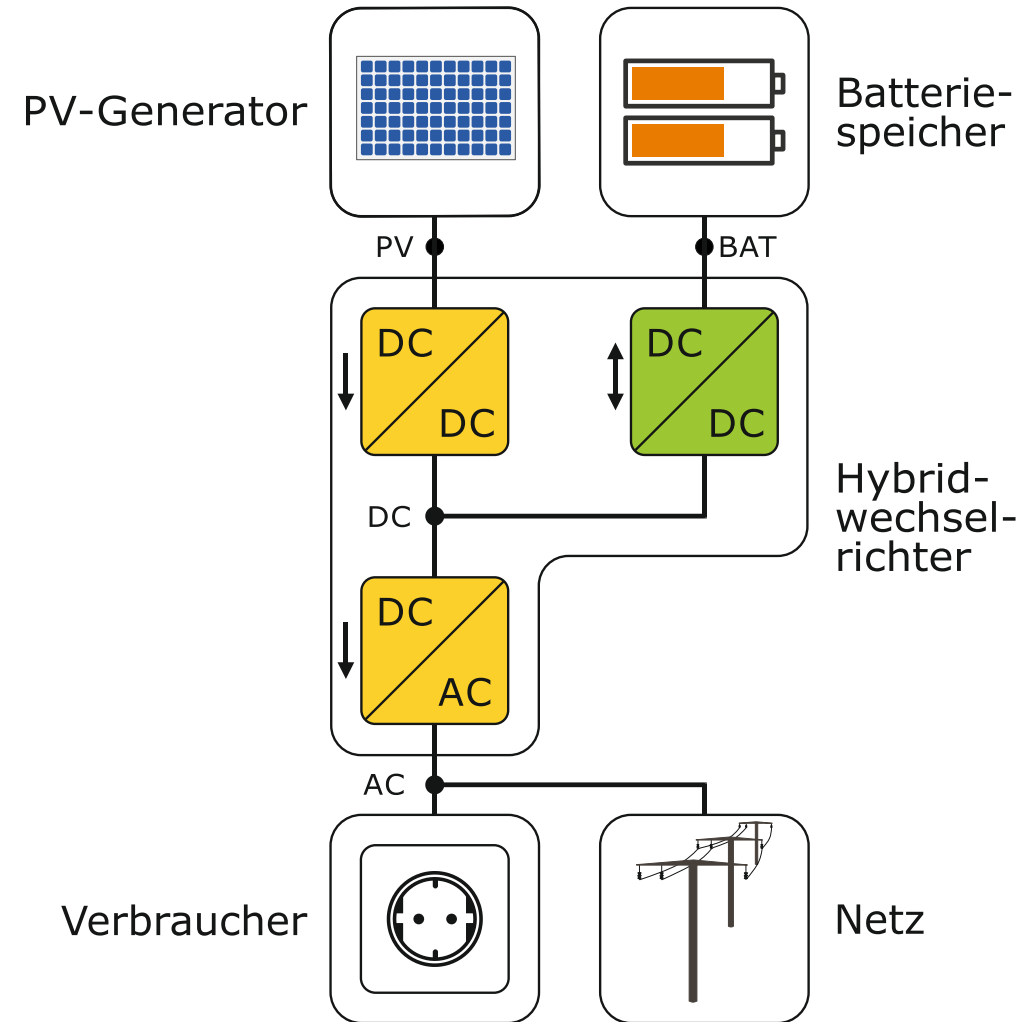 PV-Generator
Batterie-
speicher
PV
BAT
DC
DC
DC
DC
Hybrid-
wechsel-
richter
DC
DC
AC
AC
Verbraucher
Netz